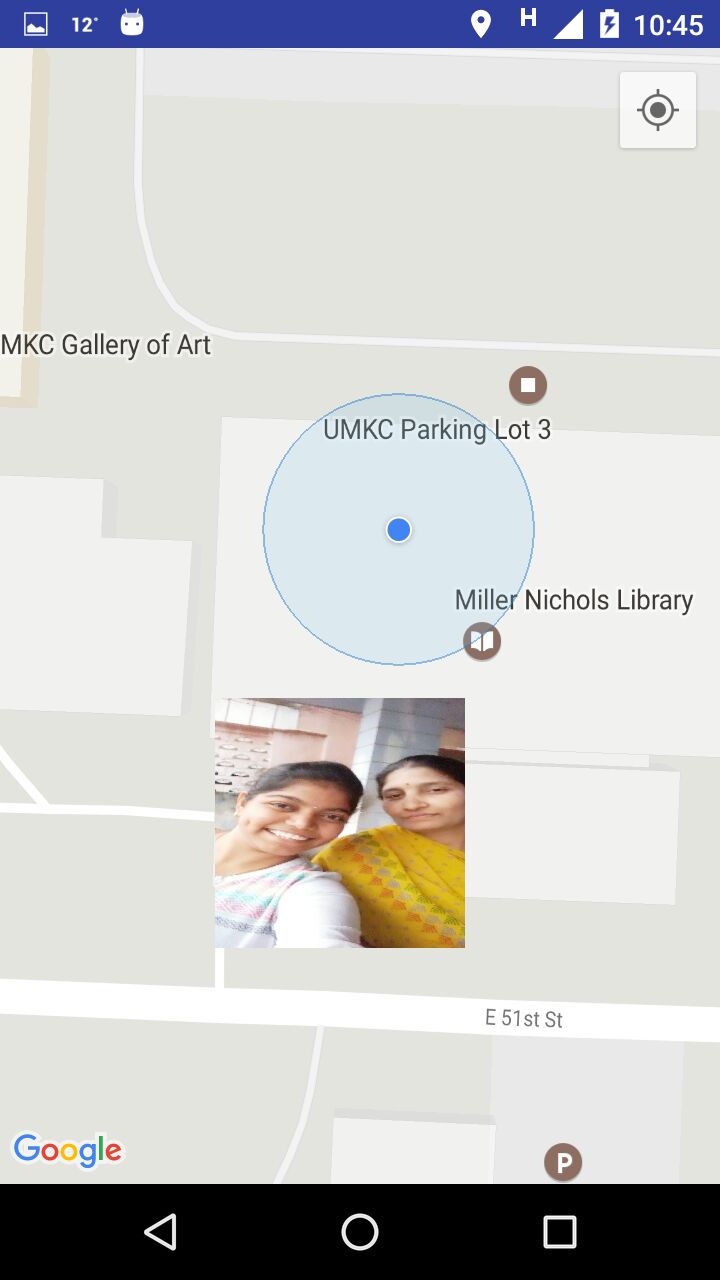 12°
H
10:45
MKC Gallery of Art
UMKC Parking Lot 3
Miller Nichols Library
E 51st St
Google
P